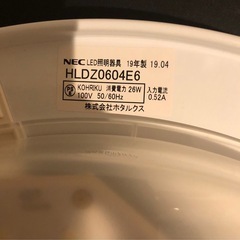 NEC LED照明器具 19年製 19.04
HLDZ0604E6
KOHRIKU 消費電力 26W 入力電流
100V 50/60Hz 0.52A
株式会社ホタルクス